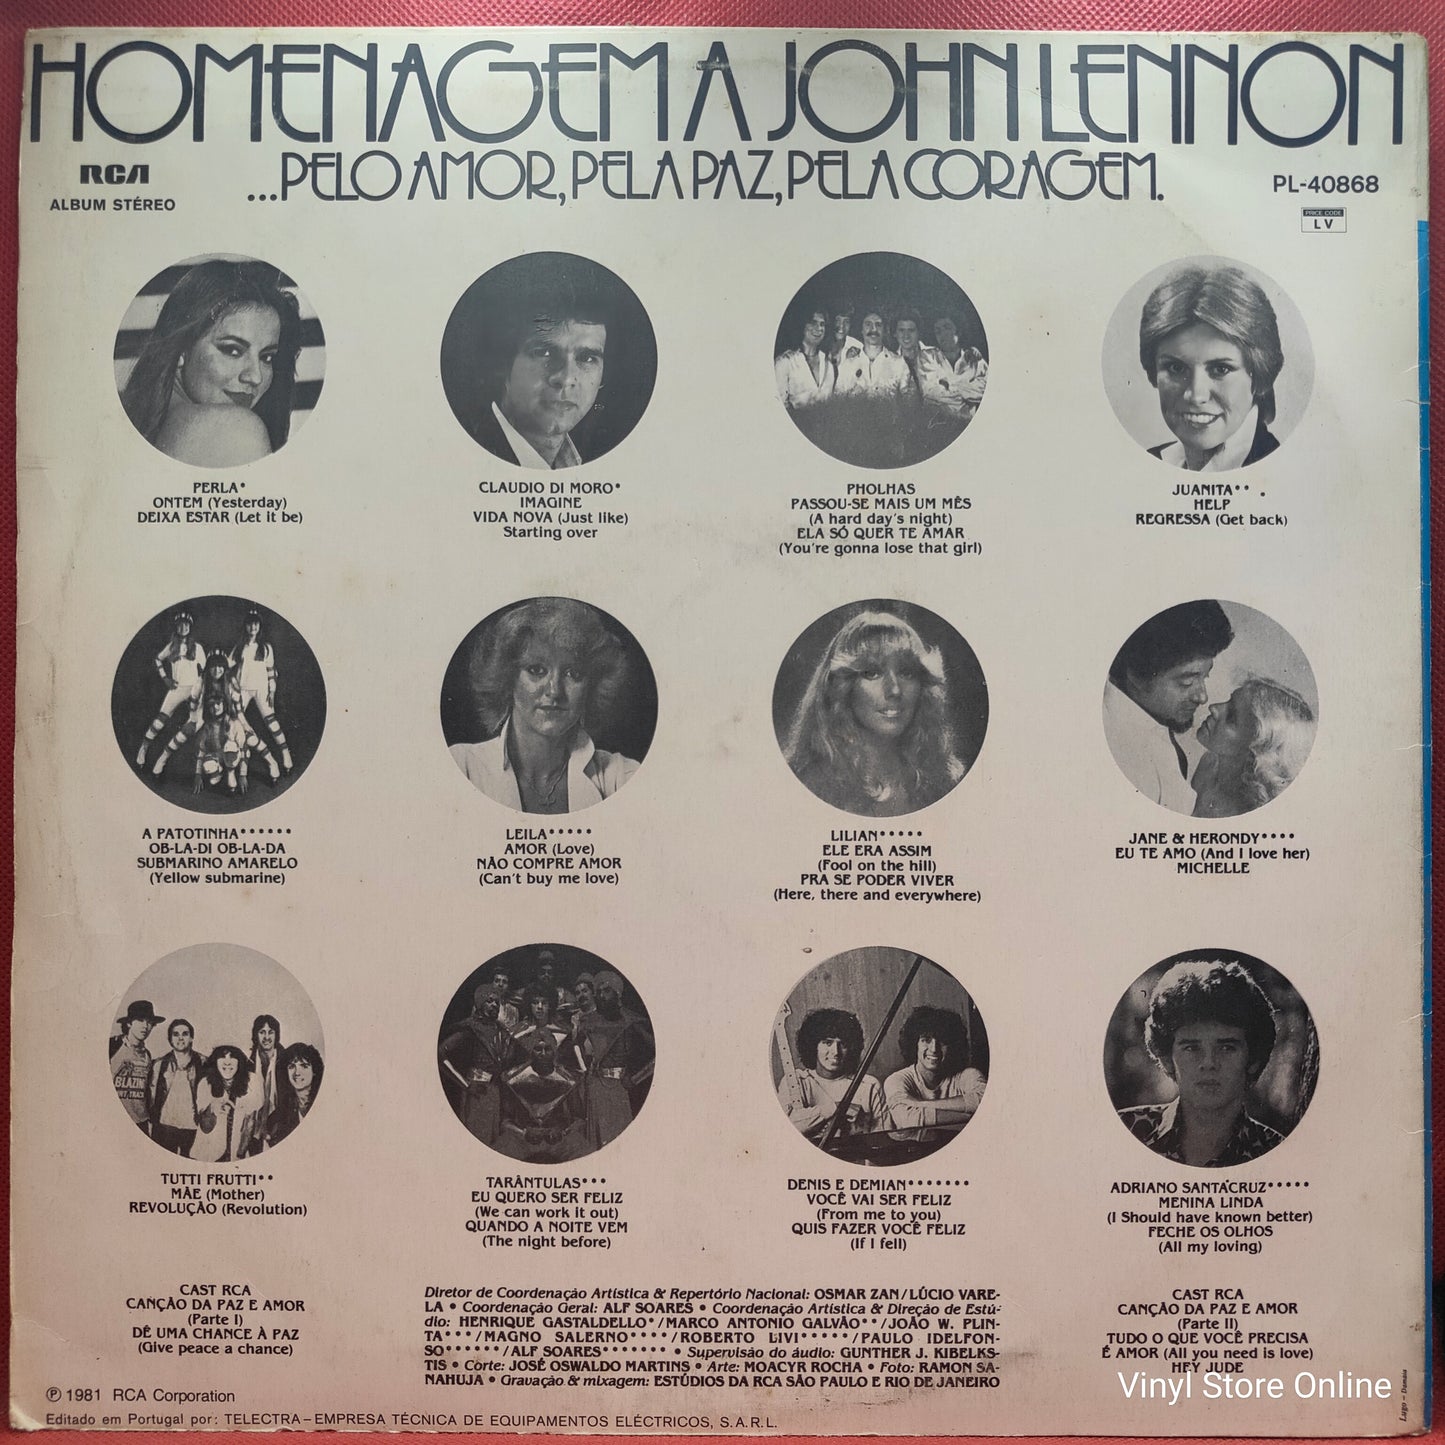 HOMENAGEM A JOHN LENNON
...PELO AMOR, PELA PAZ, PELA CORAGEM.
RCA
ALBUM STÉREO
PL-40868
PRICE CODE
LV
PERLA*
ONTEM (Yesterday)
DEIXA ESTAR (Let it be)
CLAUDIO DI MORO*
IMAGINE
VIDA NOVA (Just like)
Starting over
PHOLHAS
PASSOU-SE MAIS UM MÊS
(A hard day's night)
ELA SÓ QUER TE AMAR
(You're gonna lose that girl)
JUANITA**
HELP
REGRESSA (Get back)
A PATOTINHA******
OB-LA-DI OB-LA-DA
SUBMARINO AMARELO
(Yellow submarine)
LEILA*****
AMOR (Love)
NÃO COMPRE AMOR
(Can't buy me love)
LILIAN*****
ELE ERA ASSIM
(Fool on the hill)
PRA SE PODER VIVER
(Here, there and everywhere)
JANE & HERONDY****
EU TE AMO (And I love her)
MICHELLE
BLAZIN
TUTTI FRUTTI**
MÃE (Mother)
REVOLUÇÃO (Revolution)
TARÂNTULAS***
EU QUERO SER FELIZ
(We can work it out)
QUANDO A NOITE VEM
(The night before)
DENIS E DEMIAN*******
VOCÊ VAI SER FELIZ
(From me to you)
QUIS FAZER VOCÊ FELIZ
(If I fell)
ADRIANO SANTA'CRUZ*****
MENINA LINDA
(I Should have known better)
FECHE OS OLHOS
(All my loving)
CAST RCA
CANÇÃO DA PAZ E AMOR
(Parte I)
DÊ UMA CHANCE À PAZ
(Give peace a chance)
Diretor de Coordenação Artística & Repertório Nacional: OSMAR ZAN/LÚCIO VARE-
LA • Coordenação Geral: ALF SOARES • Coordenação Artística & Direção de Estú-
dio: HENRIQUE GASTALDELLO*/MARCO ANTONIO GALVÃO**/JOÃO W. PLIN-
TA***/MAGNO SALERNO****/ROBERTO LIVI*****/PAULO IDELFON-
SO******/ALF SOARES******* • Supervisão do áudio: GUNTHER J. KIBELKS-
TIS • Corte: JOSÉ OSWALDO MARTINS • Arte: MOACYR ROCHA • Foto: RAMON SA-
NAHUJA • Gravação & mixagem: ESTÚDIOS DA RCA SÃO PAULO E RIO DE JANEIRO
CAST RCA
CANÇÃO DA PAZ E AMOR
(Parte II)
TUDO O QUE VOCÊ PRECISA
É AMOR (All you need is love)
HEY JUDE
Vinyl Store Online
℗ 1981 RCA Corporation
Editado em Portugal por: TELECTRA–EMPRESA TÉCNICA DE EQUIPAMENTOS ELÉCTRICOS, S.A.R.L.